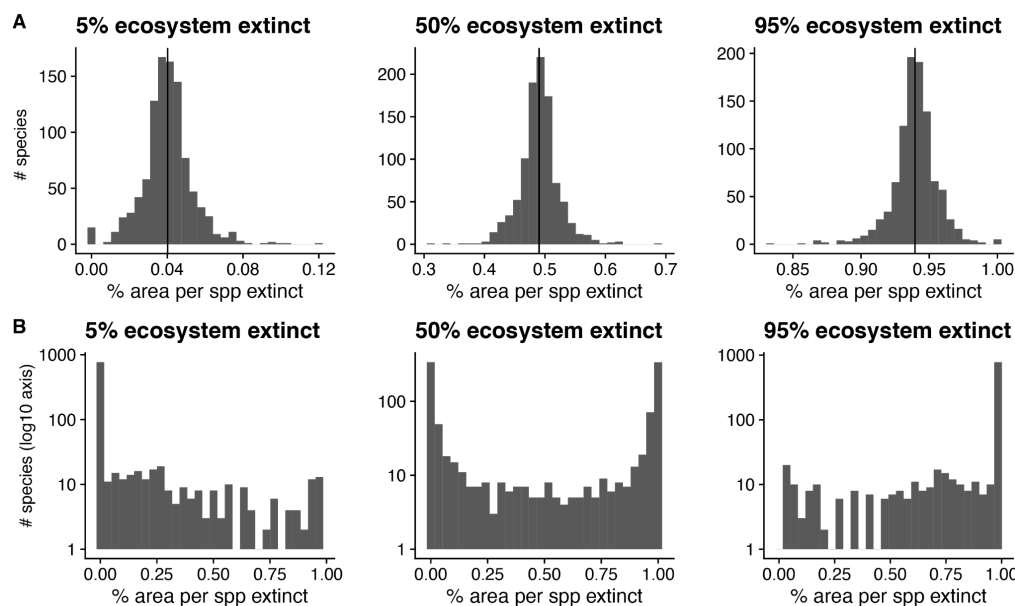 A
5% ecosystem extinct
50% ecosystem extinct
95% ecosystem extinct
# species
150
100
50
0
0.00 0.04 0.08 0.12
% area per spp extinct
200
150
100
50
0
0.3 0.4 0.5 0.6 0.7
% area per spp extinct
200
150
100
50
0
0.85 0.90 0.95 1.00
% area per spp extinct
B
5% ecosystem extinct
50% ecosystem extinct
95% ecosystem extinct
# species (log10 axis)
1000
100
10
1
0.00 0.25 0.50 0.75 1.00
% area per spp extinct
100
10
1
0.00 0.25 0.50 0.75 1.00
% area per spp extinct
1000
100
10
1
0.00 0.25 0.50 0.75 1.00
% area per spp extinct